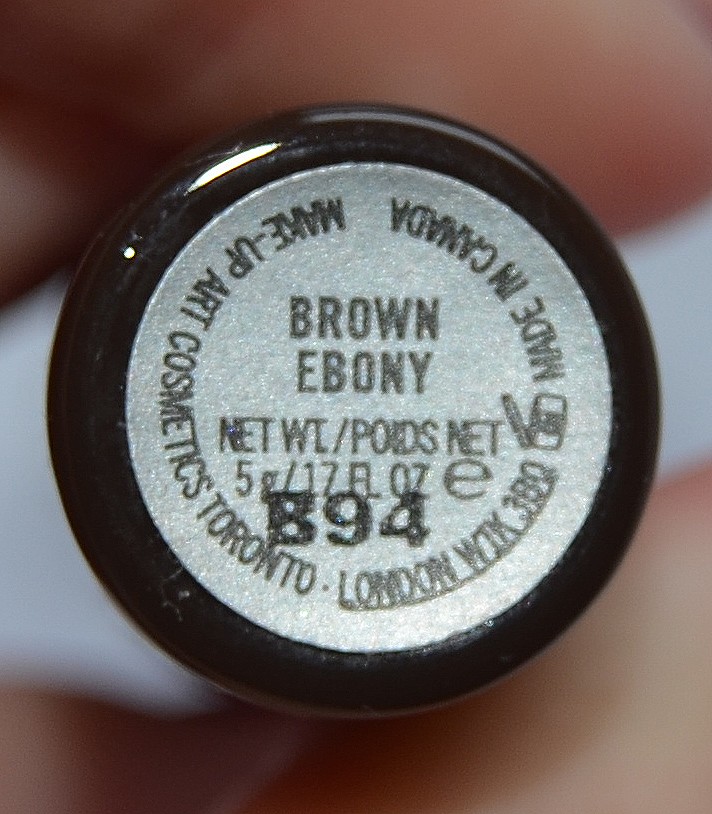 BROWN
EBONY
NET WT./POIDS NET
5 g/.17 FL OZ e
B94
MAKE-UP ART COSMETICS TORONTO · LONDON W1K 3BQ
MADE IN CANADA